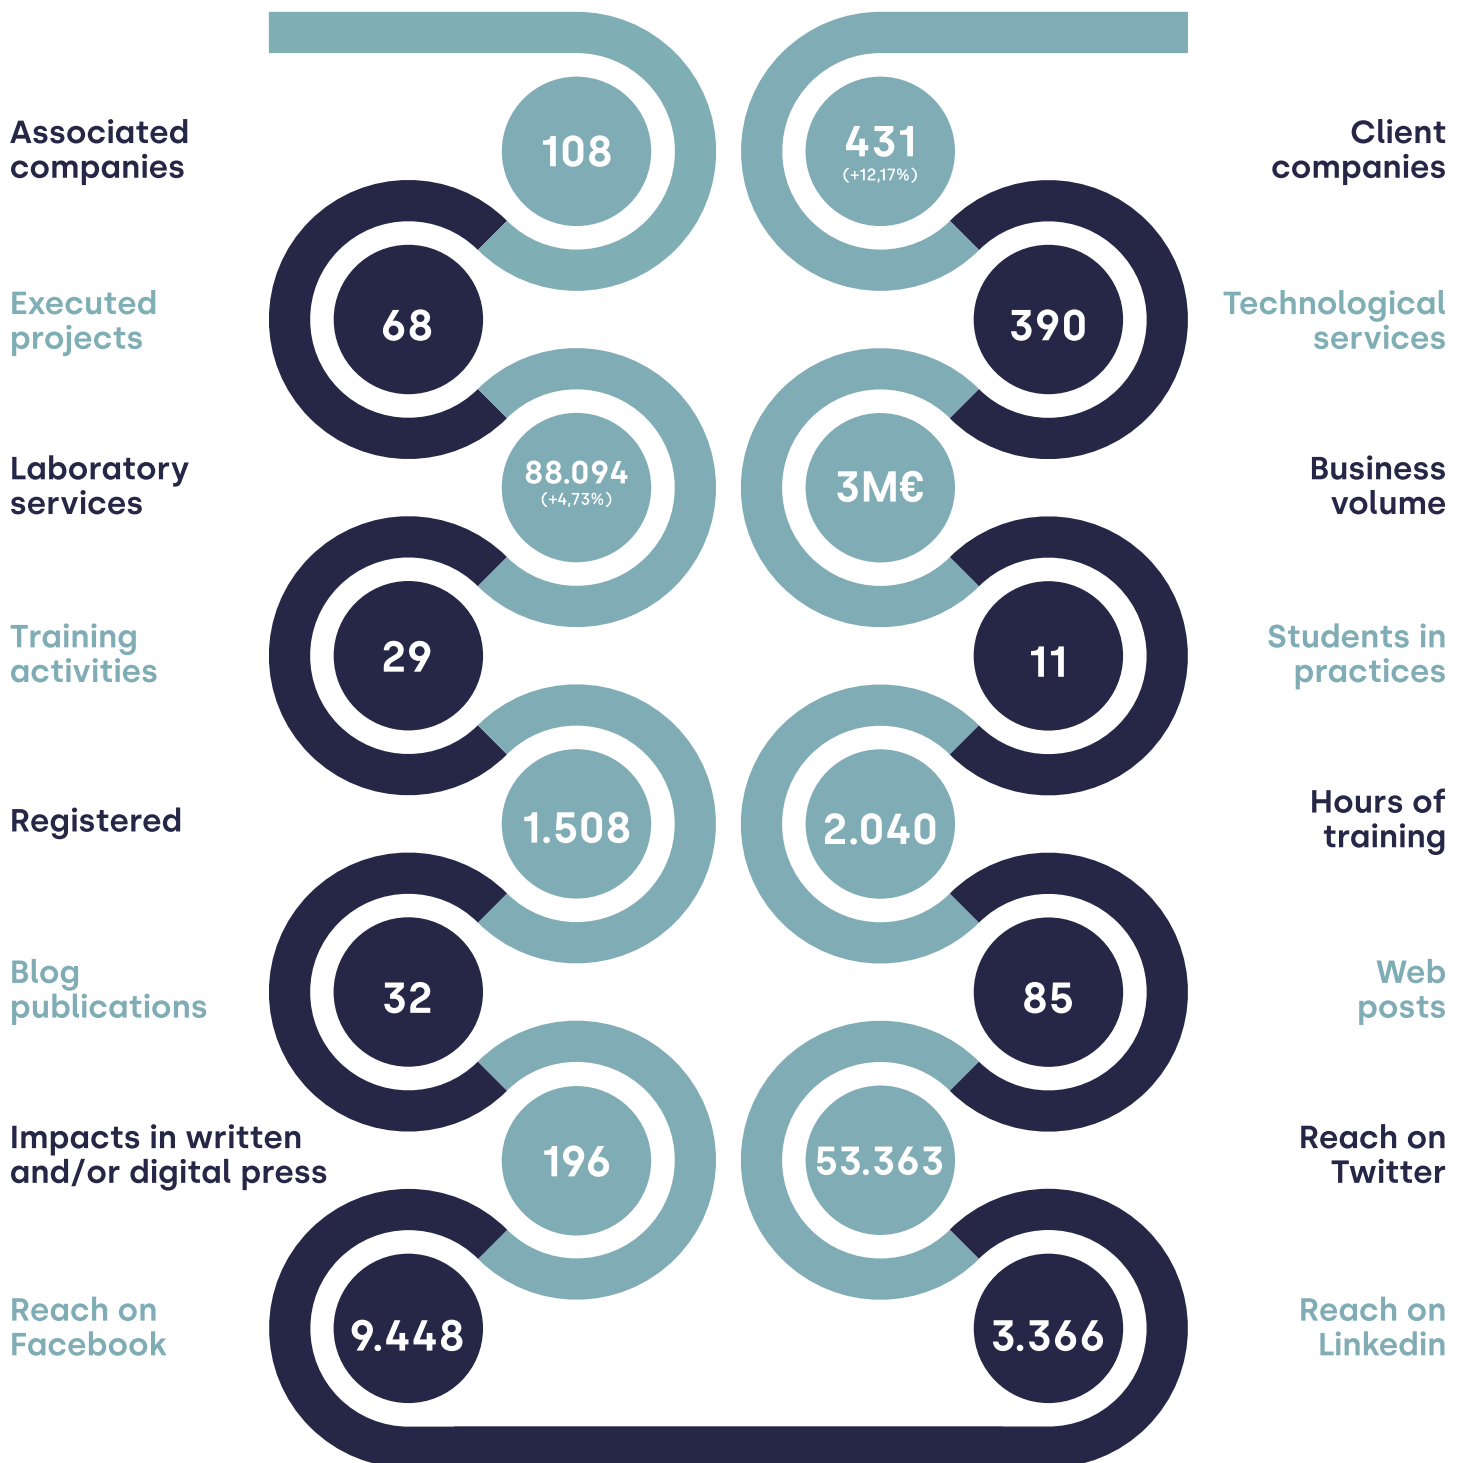 Associated
companies
108
431
(+12,17%)
Client
companies
Executed
projects
68
390
Technological
services
Laboratory
services
88.094
(+4,73%)
3M€
Business
volume
Training
activities
29
11
Students in
practices
Registered
1.508
2.040
Hours of
training
Blog
publications
32
85
Web
posts
Impacts in written
and/or digital press
196
53.363
Reach on
Twitter
Reach on
Facebook
9.448
3.366
Reach on
Linkedin